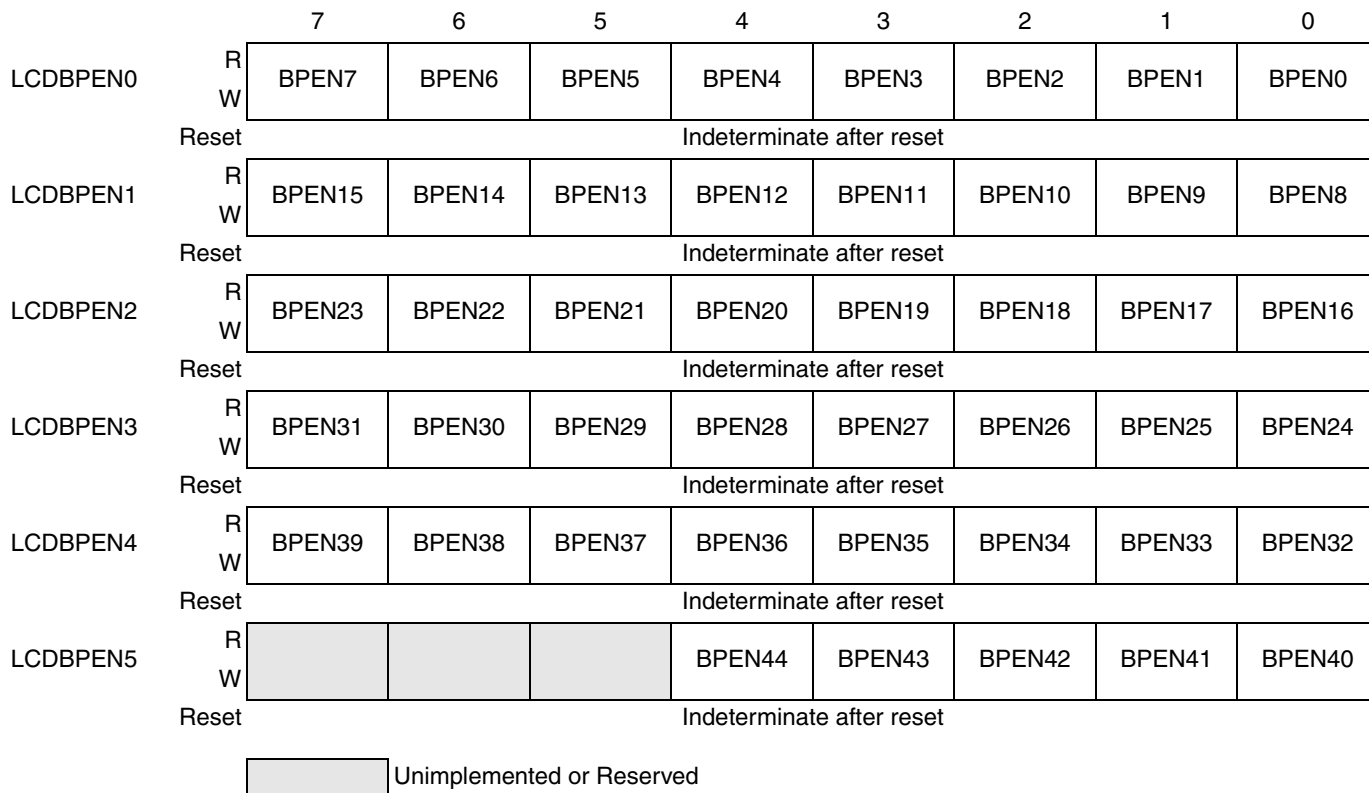 7 6 5 4 3 2 1 0
LCDBPEN0 R W BPEN7 BPEN6 BPEN5 BPEN4 BPEN3 BPEN2 BPEN1 BPEN0
Reset Indeterminate after reset
LCDBPEN1 R W BPEN15 BPEN14 BPEN13 BPEN12 BPEN11 BPEN10 BPEN9 BPEN8
Reset Indeterminate after reset
LCDBPEN2 R W BPEN23 BPEN22 BPEN21 BPEN20 BPEN19 BPEN18 BPEN17 BPEN16
Reset Indeterminate after reset
LCDBPEN3 R W BPEN31 BPEN30 BPEN29 BPEN28 BPEN27 BPEN26 BPEN25 BPEN24
Reset Indeterminate after reset
LCDBPEN4 R W BPEN39 BPEN38 BPEN37 BPEN36 BPEN35 BPEN34 BPEN33 BPEN32
Reset Indeterminate after reset
LCDBPEN5 R W BPEN44 BPEN43 BPEN42 BPEN41 BPEN40
Reset Indeterminate after reset
Unimplemented or Reserved